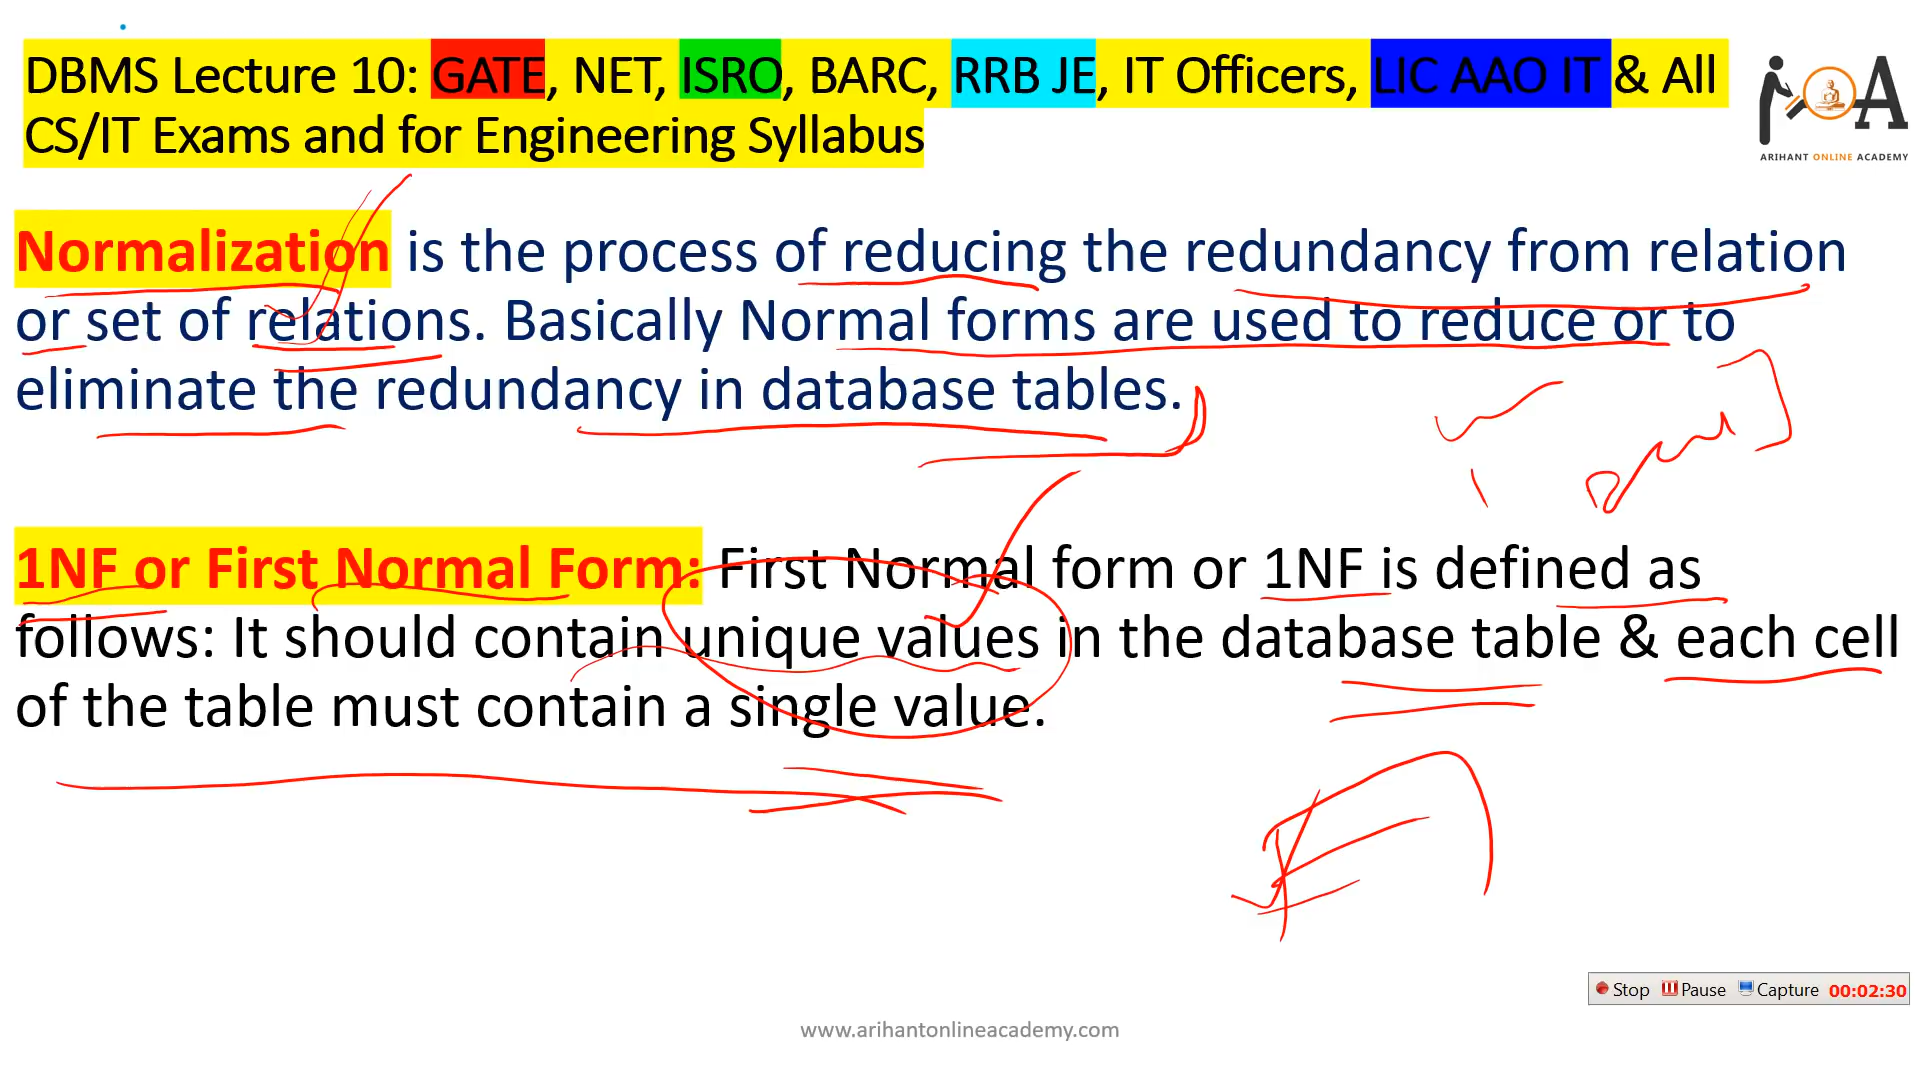 DBMS Lecture 10: GATE, NET, ISRO, BARC, RRB JE, IT Officers, LIC AAO IT & All
CS/IT Exams and for Engineering Syllabus
ARIHANT ONLINE ACADEMY
Normalization is the process of reducing the redundancy from relation
or set of relations. Basically Normal forms are used to reduce or to
eliminate the redundancy in database tables.
1NF or First Normal Form: First Normal form or 1NF is defined as
follows: It should contain unique values in the database table & each cell
of the table must contain a single value.
Stop Pause Capture 00:02:30
www.arihantonlineacademy.com